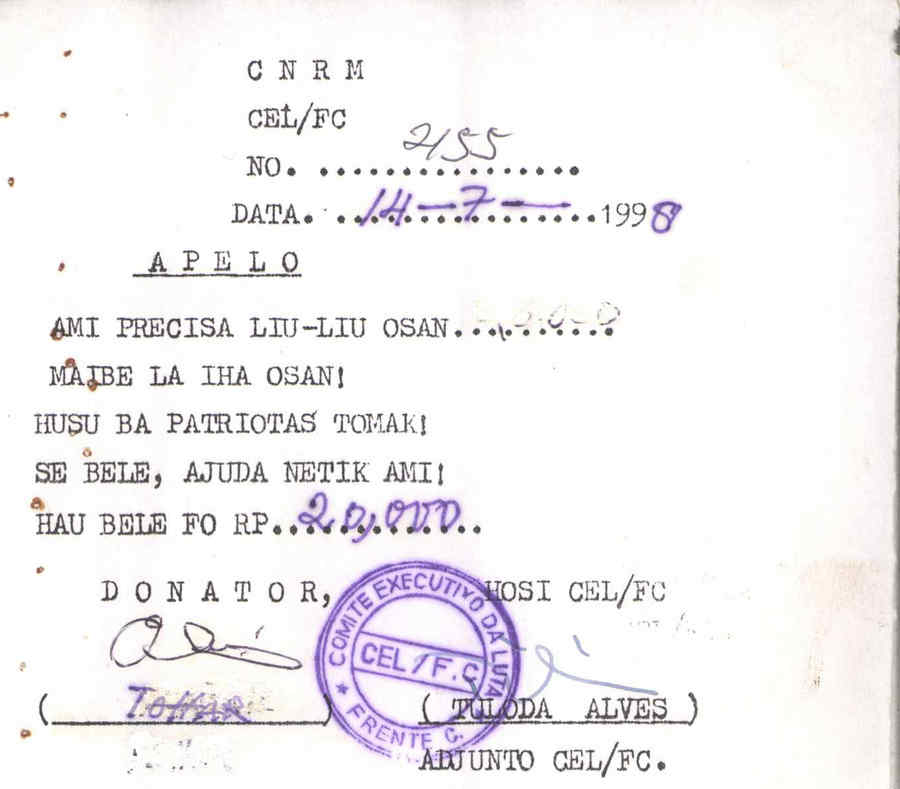 C N R M
CEL/FC
NO. ................ 2155
DATA. 14-7- 1998
A P E L O
AMI PRECISA LIU-LIU OSAN..........
MAIBE LA IHA OSAN!
HUSU BA PATRIOTAS TOMAK!
SE BELE, AJUDA NETIK AMI!
HAU BELE FO RP. 20,000
D O N A T O R,
HOSI CEL/FC
COMITE EXECUTIVO DA LUTA
CEL/F.C.
★ FRENTE C.
( TULODA ALVES )
ADJUNTO CEL/FC.